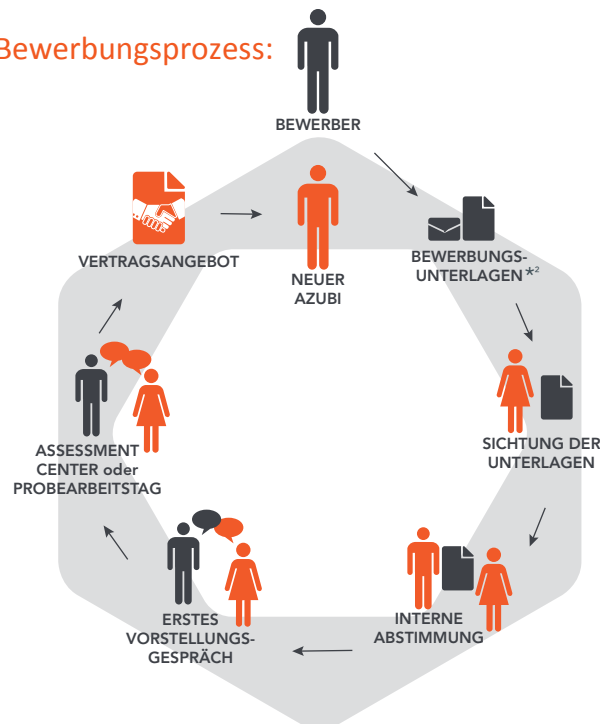 Bewerbungsprozess:
BEWERBER
BEWERBUNGS-
UNTERLAGEN *²
SICHTUNG DER
UNTERLAGEN
INTERNE
ABSTIMMUNG
ERSTES
VORSTELLUNGS-
GESPRÄCH
ASSESSMENT
CENTER oder
PROBEARBEITSTAG
VERTRAGSANGEBOT
NEUER
AZUBI